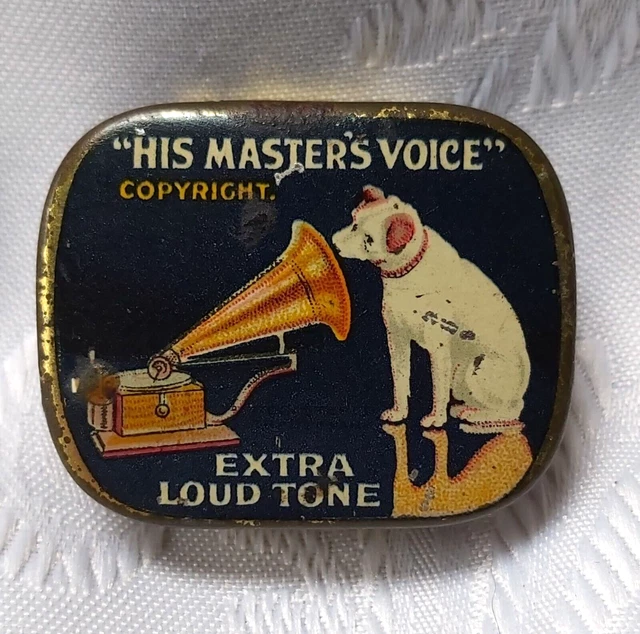 "HIS MASTER'S VOICE"
COPYRIGHT.
EXTRA
LOUD TONE